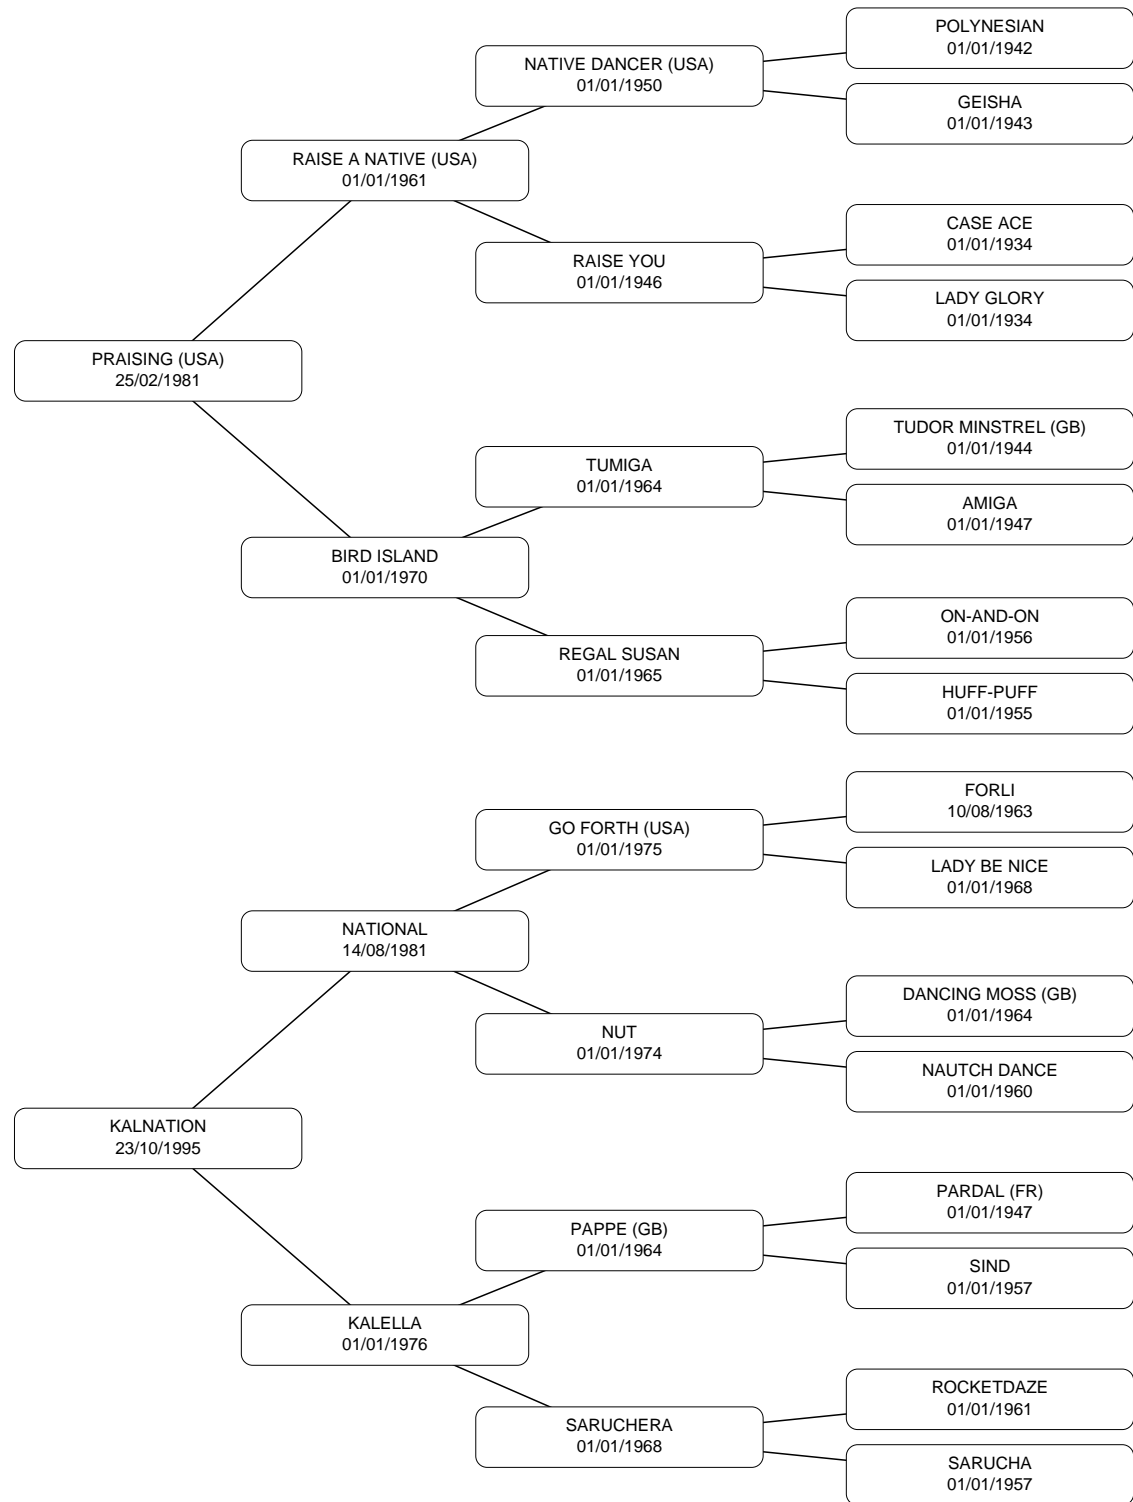 POLYNESIAN
01/01/1942
NATIVE DANCER (USA)
01/01/1950
GEISHA
01/01/1943
RAISE A NATIVE (USA)
01/01/1961
CASE ACE
01/01/1934
RAISE YOU
01/01/1946
LADY GLORY
01/01/1934
PRAISING (USA)
25/02/1981
TUDOR MINSTREL (GB)
01/01/1944
TUMIGA
01/01/1964
AMIGA
01/01/1947
BIRD ISLAND
01/01/1970
ON-AND-ON
01/01/1956
REGAL SUSAN
01/01/1965
HUFF-PUFF
01/01/1955
FORLI
10/08/1963
GO FORTH (USA)
01/01/1975
LADY BE NICE
01/01/1968
NATIONAL
14/08/1981
DANCING MOSS (GB)
01/01/1964
NUT
01/01/1974
NAUTCH DANCE
01/01/1960
KALNATION
23/10/1995
PARDAL (FR)
01/01/1947
PAPPE (GB)
01/01/1964
SIND
01/01/1957
KALELLA
01/01/1976
ROCKETDAZE
01/01/1961
SARUCHERA
01/01/1968
SARUCHA
01/01/1957